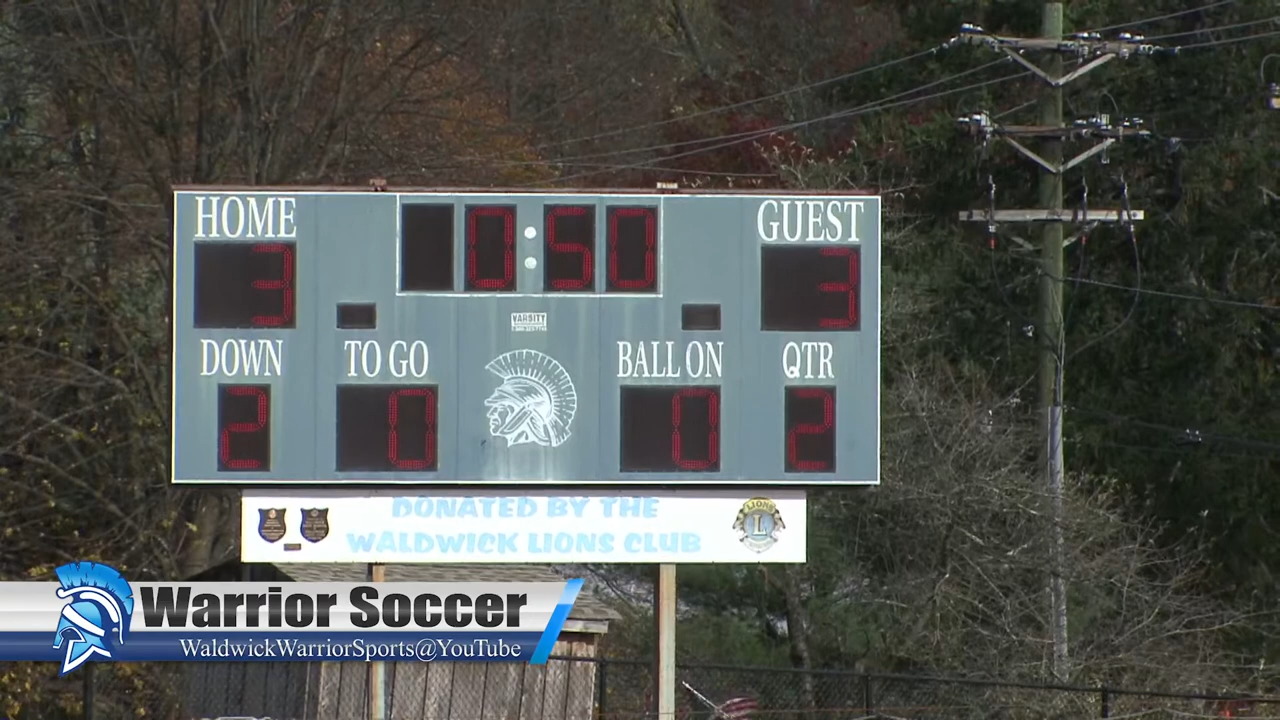 HOME 0:50 GUEST
3 3
VARSITY
DOWN TO GO BALL ON QTR
2 0 0 2
DONATED BY THE
WALDWICK LIONS CLUB
LIONS
L
Warrior Soccer
WaldwickWarriorSports@YouTube